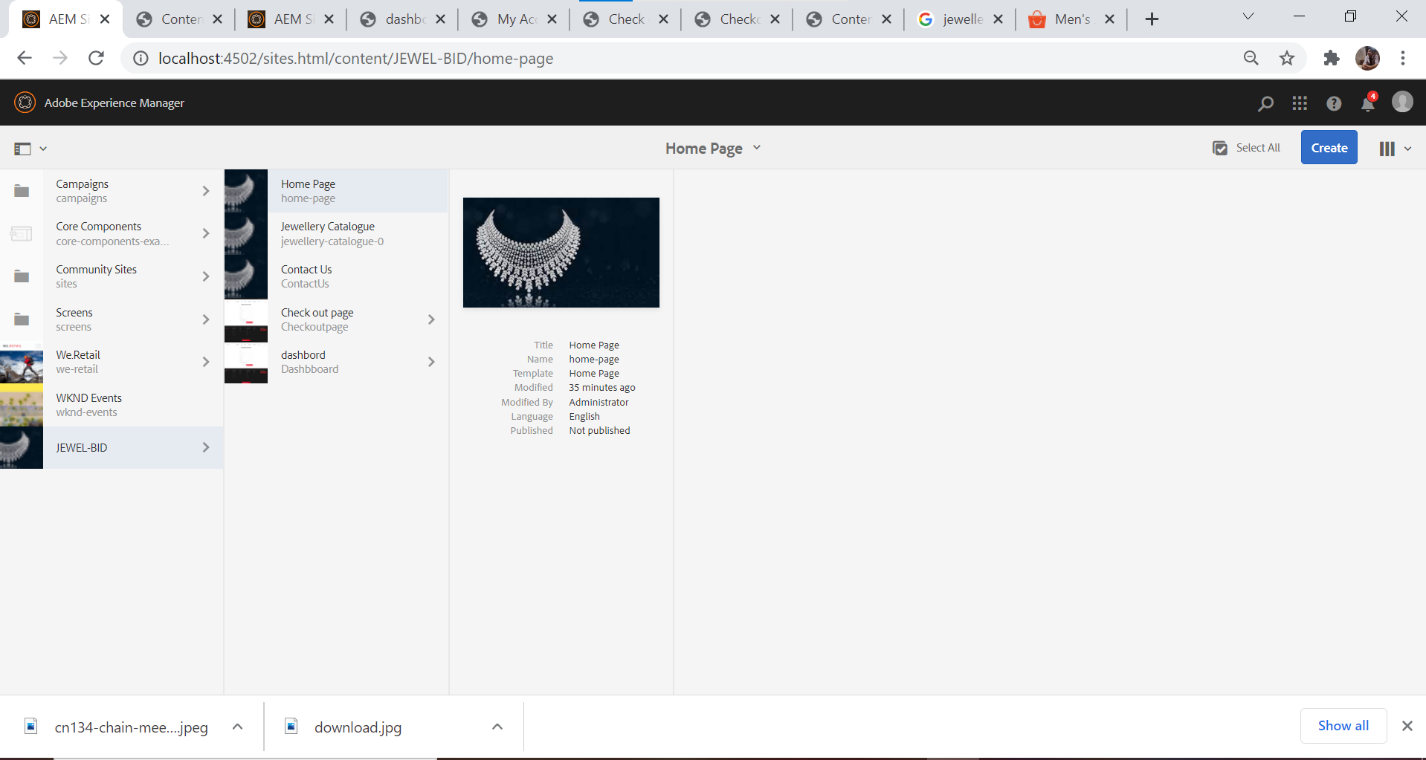 AEM Si
Conten
AEM Si
dashbo
My Acc
Check
Checko
Conten
jewelle
Men's
localhost:4502/sites.html/content/JEWEL-BID/home-page
Adobe Experience Manager
4
Home Page
Select All
Create
Campaigns
campaigns
Core Components
core-components-exa...
Community Sites
sites
Screens
screens
We.Retail
we-retail
WKND Events
wknd-events
JEWEL-BID
Home Page
home-page
Jewellery Catalogue
jewellery-catalogue-0
Contact Us
ContactUs
Check out page
Checkoutpage
dashbord
Dashbboard
Title Home Page
Name home-page
Template Home Page
Modified 35 minutes ago
Modified By Administrator
Language English
Published Not published
cn134-chain-mee....jpeg
download.jpg
Show all